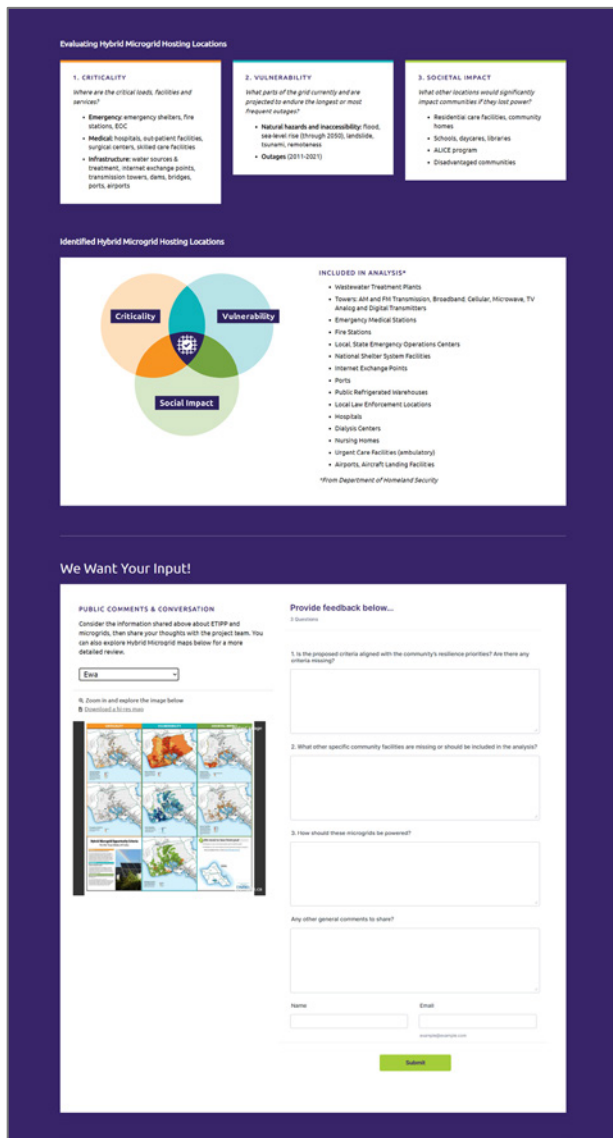 Evaluating Hybrid Microgrid Hosting Locations
1. CRITICALITY
Where are the critical loads, facilities and
services?
• Emergency: emergency shelters, fire
stations, EOC
• Medical: hospitals, out-patient facilities,
surgical centers, skilled care facilities
• Infrastructure: water sources &
treatment, internet exchange points,
transmission towers, dams, bridges,
ports, airports
2. VULNERABILITY
What parts of the grid currently and are
projected to endure the longest or most
frequent outages?
• Natural hazards and inaccessibility: flood,
sea-level rise (through 2050), landslide,
tsunami, remoteness
• Outages (2011-2021)
3. SOCIETAL IMPACT
What other locations would significantly
impact communities if they lost power?
• Residential care facilities, community
homes
• Schools, daycares, libraries
• ALICE program
• Disadvantaged communities
Identified Hybrid Microgrid Hosting Locations
Criticality
Vulnerability
Social Impact
INCLUDED IN ANALYSIS*
• Wastewater Treatment Plants
• Towers: AM and FM Transmission, Broadband, Cellular, Microwave, TV
Analog and Digital Transmitters
• Emergency Medical Stations
• Fire Stations
• Local, State Emergency Operations Centers
• National Shelter System Facilities
• Internet Exchange Points
• Ports
• Public Refrigerated Warehouses
• Local Law Enforcement Locations
• Hospitals
• Dialysis Centers
• Nursing Homes
• Urgent Care Facilities (ambulatory)
• Airports, Aircraft Landing Facilities
*From Department of Homeland Security
We Want Your Input!
PUBLIC COMMENTS & CONVERSATION
Consider the information shared above about ETIPP and
microgrids, then share your thoughts with the project team. You
can also explore Hybrid Microgrid maps below for a more
detailed review.
Ewa
Zoom in and explore the image below
Download a hi-res map
Provide feedback below...
3 Questions
1. Is the proposed criteria aligned with the community's resilience priorities? Are there any
criteria missing?
2. What other specific community facilities are missing or should be included in the analysis?
3. How should these microgrids be powered?
Any other general comments to share?
Name
Email
example@example.com
Submit